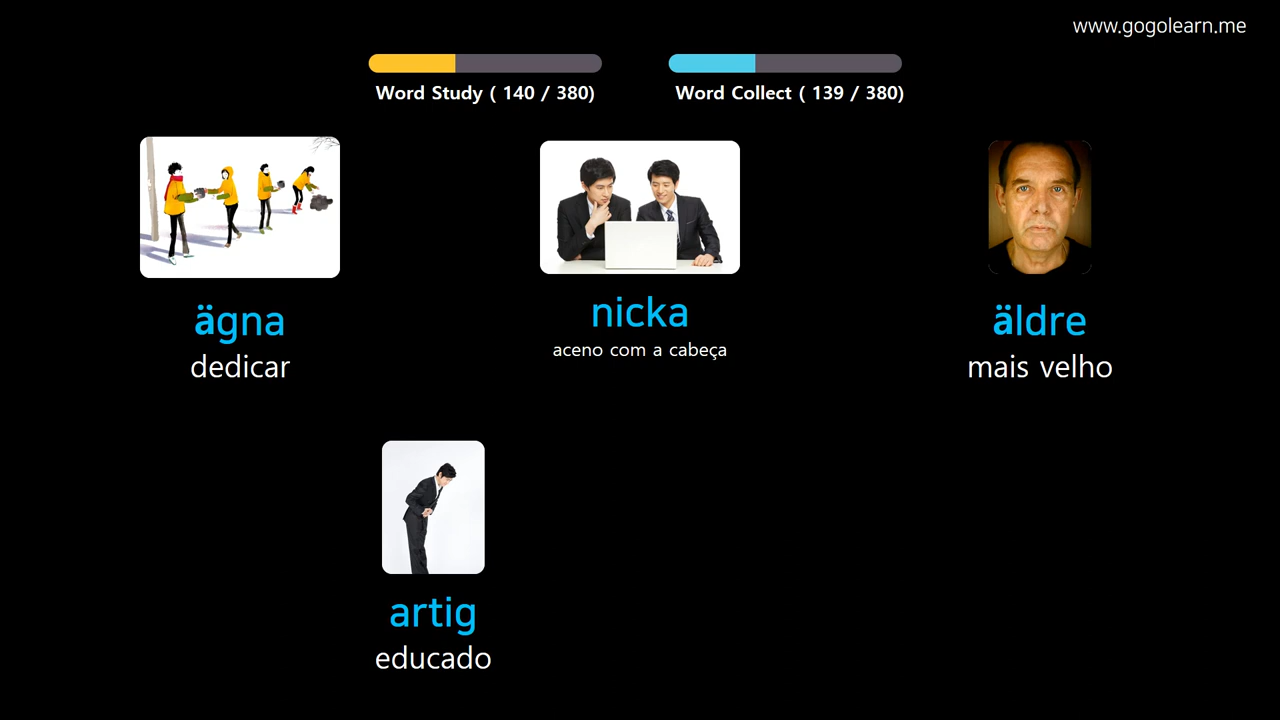 www.gogolearn.me
Word Study ( 140 / 380)
Word Collect ( 139 / 380)
ägna
dedicar
nicka
aceno com a cabeça
äldre
mais velho
artig
educado